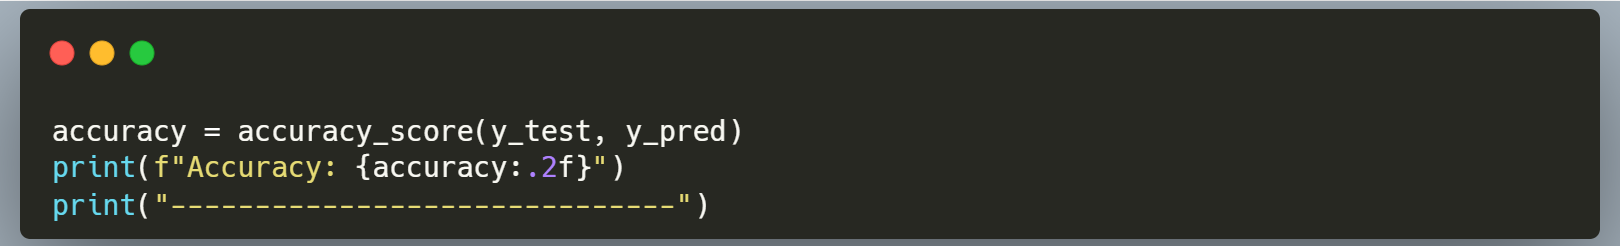 accuracy = accuracy_score(y_test, y_pred)
print(f"Accuracy: {accuracy:.2f}")
print("------------------------------")